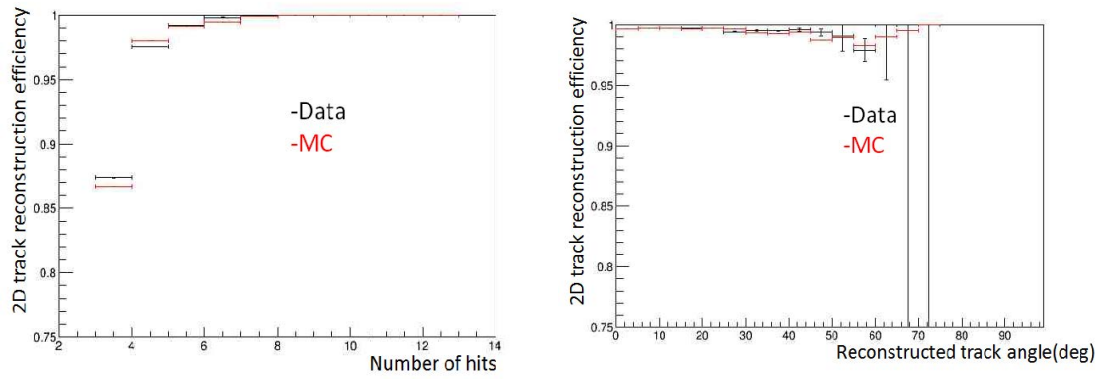 2D track reconstruction efficiency
1
0.95
0.9
0.85
0.8
0.75
-Data
-MC
2 4 6 8 10 12 14
Number of hits
2D track reconstruction efficiency
1
0.95
0.9
0.85
0.8
0.75
-Data
-MC
0 10 20 30 40 50 60 70 80 90
Reconstructed track angle(deg)